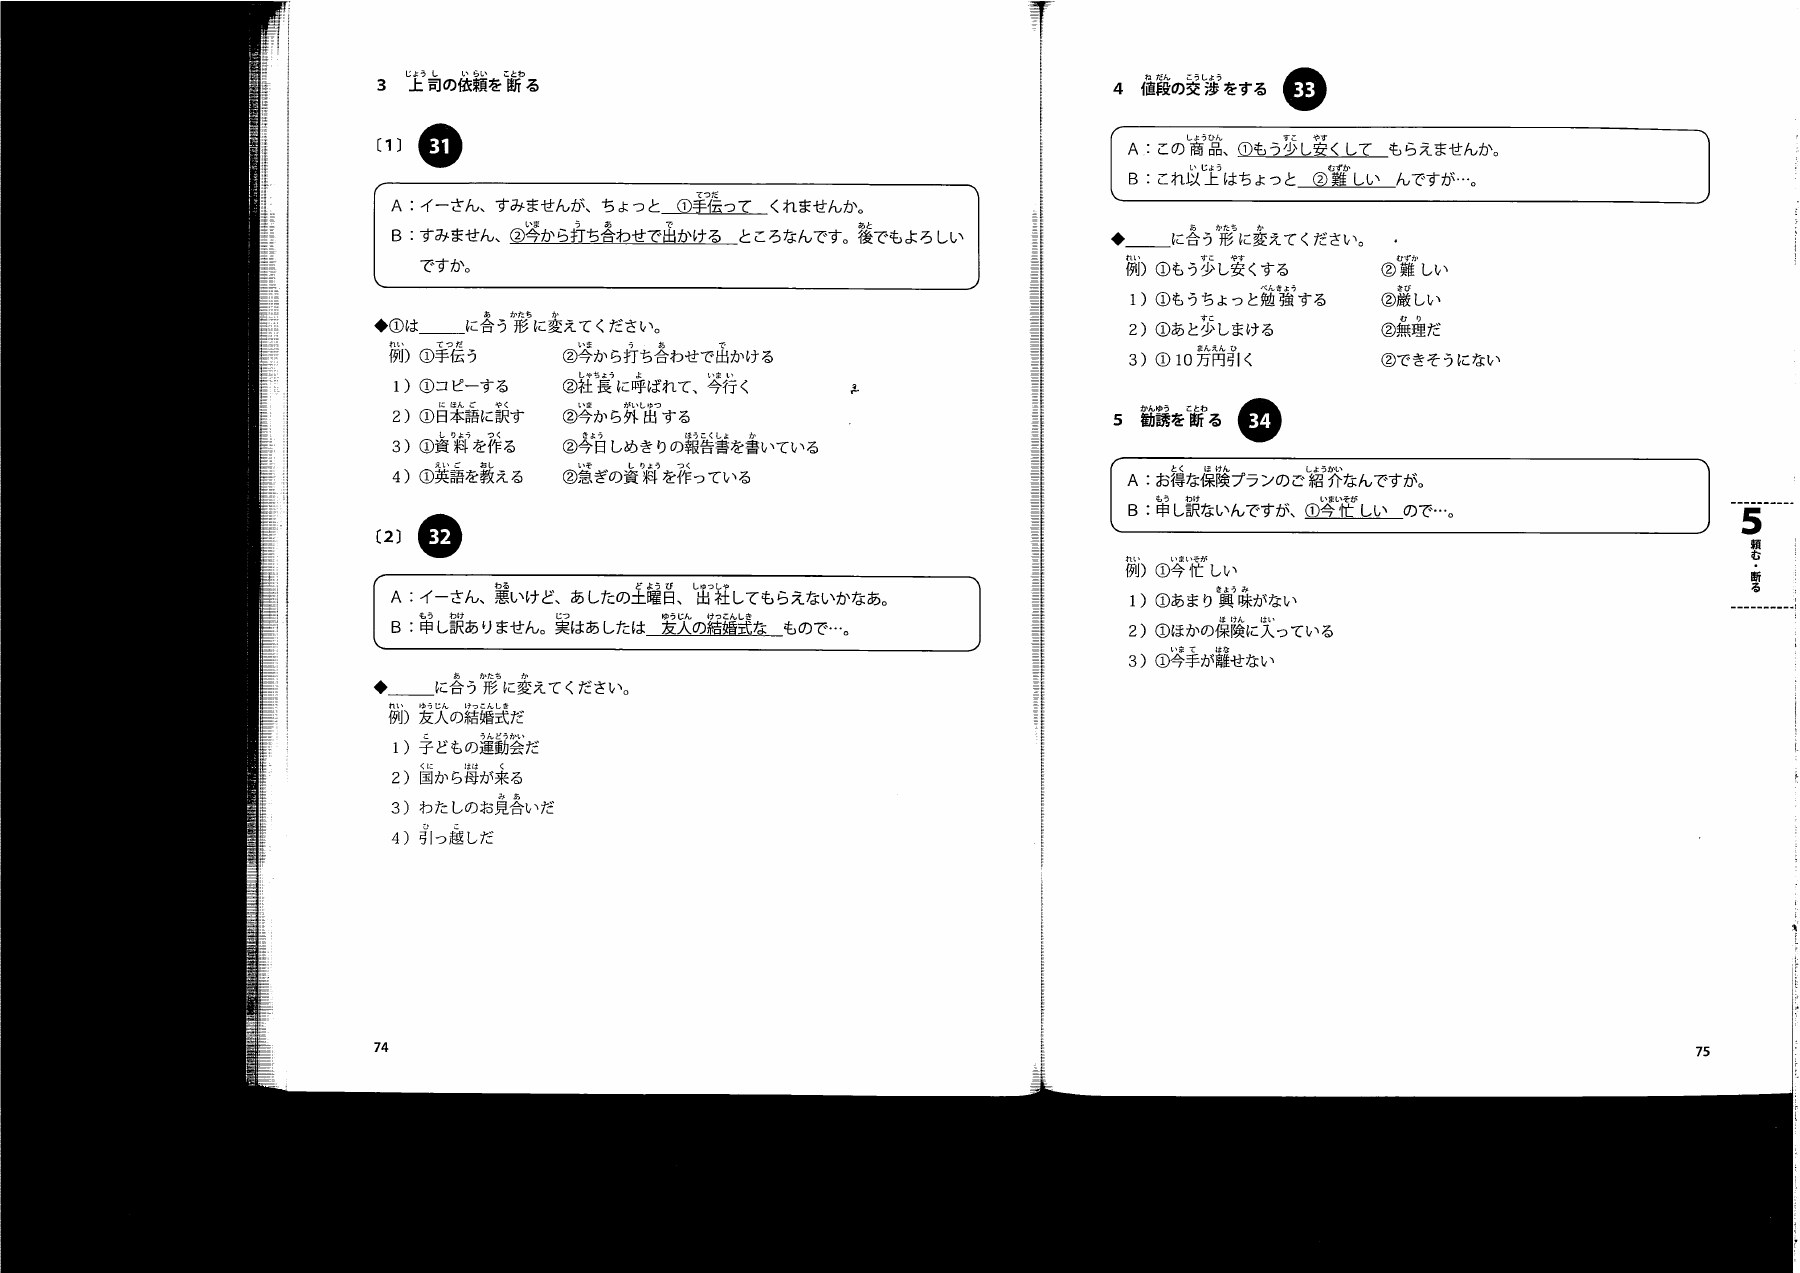 3 上司の依頼を断る
〔1〕 31
A：イーさん、すみませんが、ちょっと ①手伝って くれませんか。
B：すみません、②今から打ち合わせで出かける ところなんです。後でもよろしい
ですか。
◆①は＿＿＿に合う形に変えてください。
例）①手伝う ②今から打ち合わせで出かける
1）①コピーする ②社長に呼ばれて、今行く
2）①日本語に訳す ②今から外出する
3）①資料を作る ②今日しめきりの報告書を書いている
4）①英語を教える ②急ぎの資料を作っている
〔2〕 32
A：イーさん、悪いけど、あしたの土曜日、出社してもらえないかなあ。
B：申し訳ありません。実はあしたは 友人の結婚式な もので…。
◆＿＿＿に合う形に変えてください。
例）友人の結婚式だ
1）子どもの運動会だ
2）国から母が来る
3）わたしのお見合いだ
4）引っ越しだ
74
4 値段の交渉をする 33
A：この商品、①もう少し安くして もらえませんか。
B：これ以上はちょっと ②難しい んですが…。
◆＿＿＿に合う形に変えてください。
例）①もう少し安くする ②難しい
1）①もうちょっと勉強する ②厳しい
2）①あと少しまける ②無理だ
3）①10万円引く ②できそうにない
5 勧誘を断る 34
A：お得な保険プランのご紹介なんですが。
B：申し訳ないんですが、①今忙しい ので…。
例）①今忙しい
1）①あまり興味がない
2）①ほかの保険に入っている
3）①今手が離せない
5
頼む・断る
75